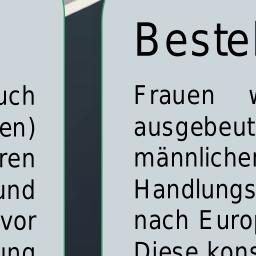 uch
en)
ren
und
vor
ung
Bestel
Frauen w
ausgebeut
männlicher
Handlungs
nach Europ
Diese kons